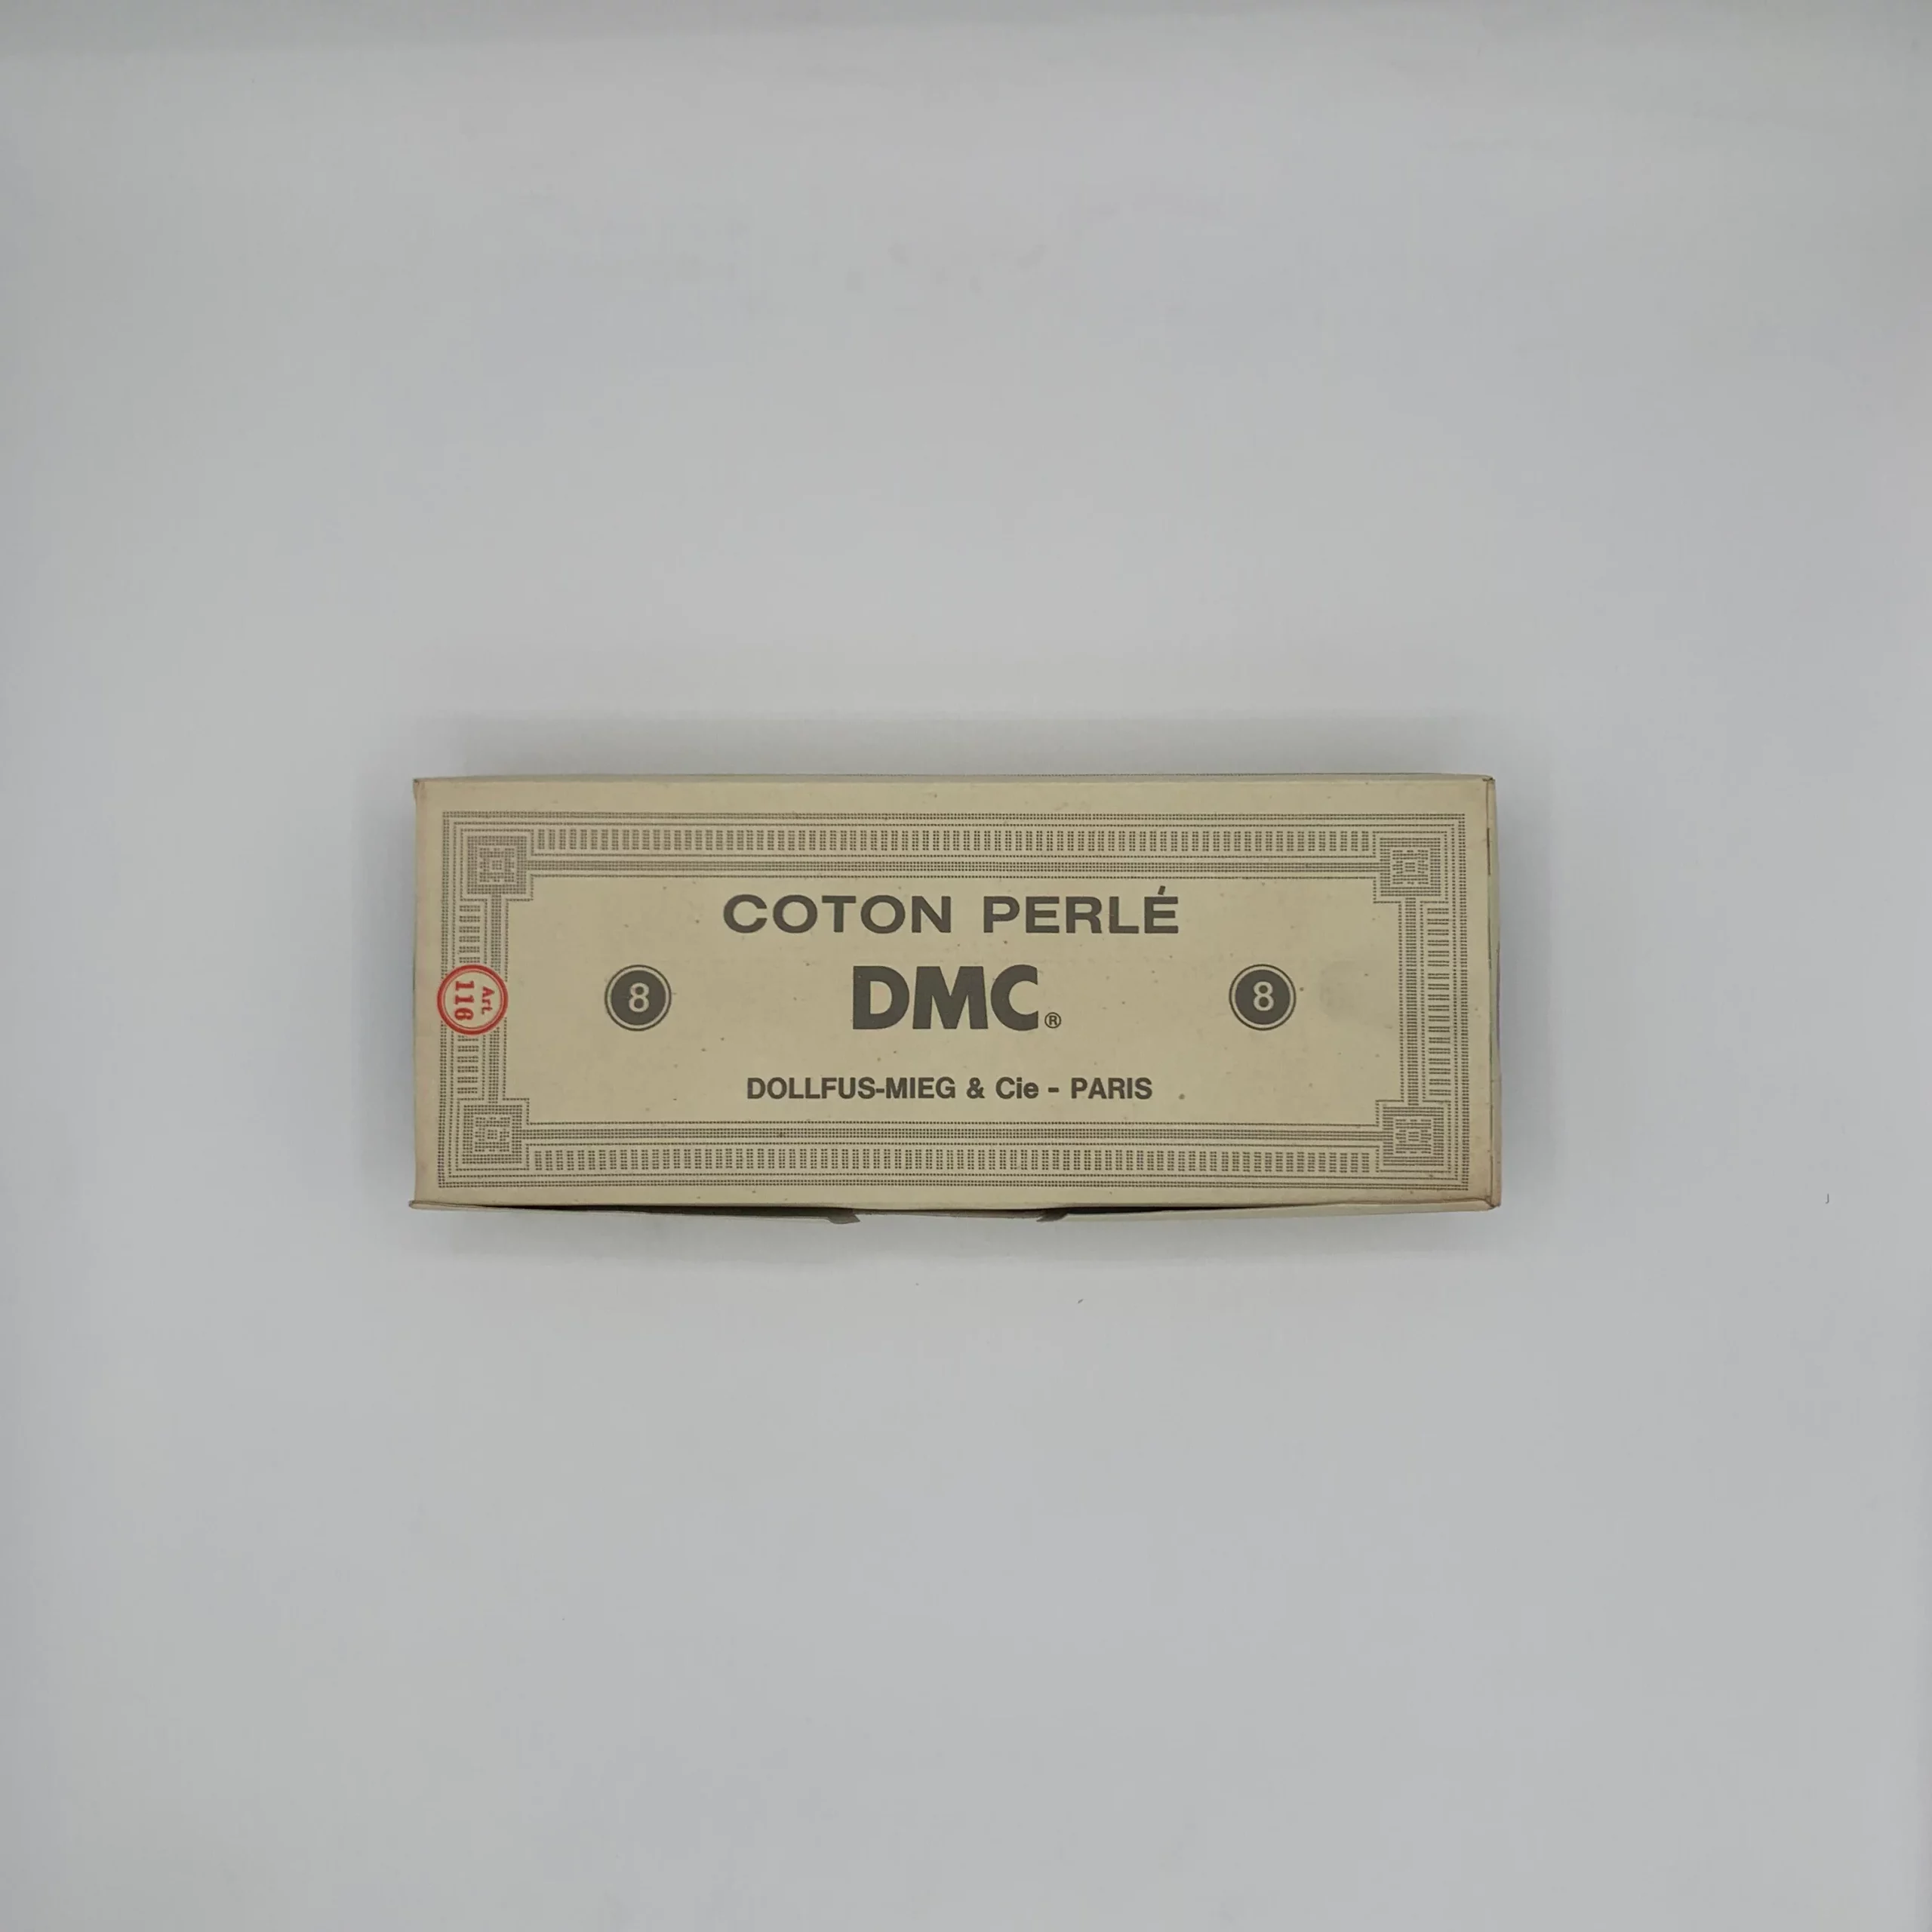 COTON PERLÉ
8 DMC® 8
DOLLFUS-MIEG & Cie - PARIS
Art.
116